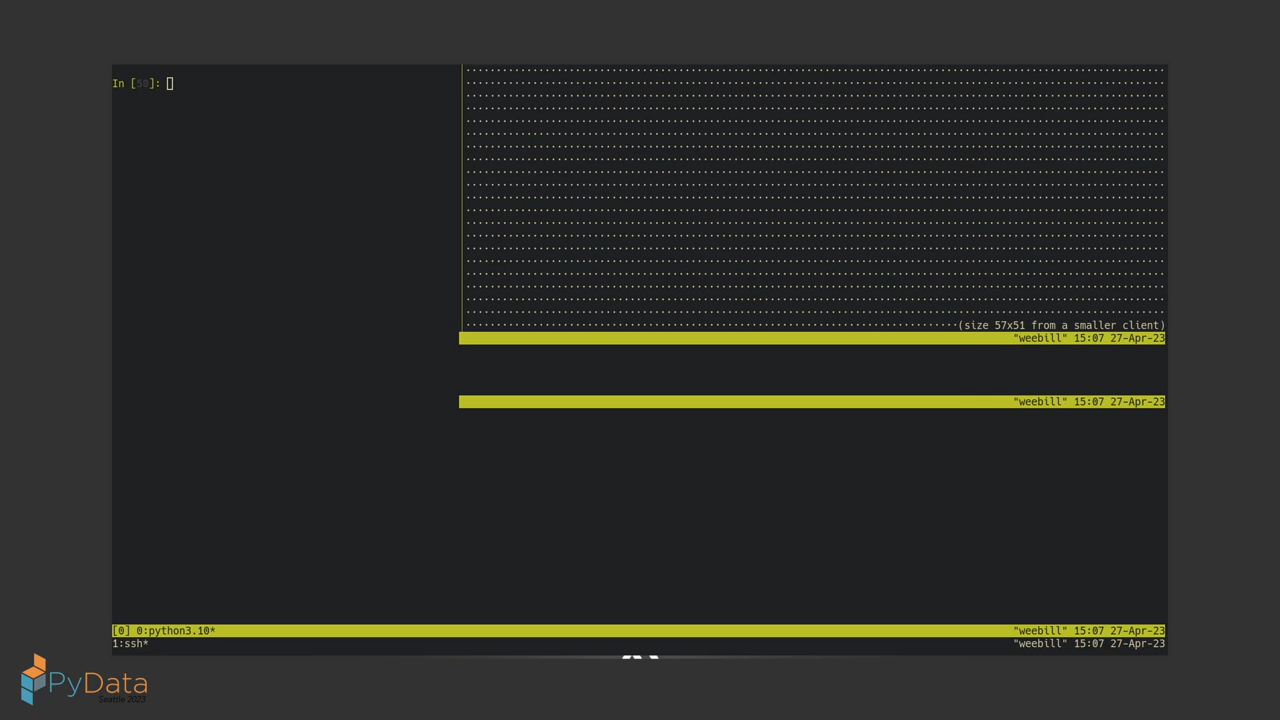 In [50]:
(size 57x51 from a smaller client)
"weebill" 15:07 27-Apr-23
"weebill" 15:07 27-Apr-23
[0] 0:python3.10* "weebill" 15:07 27-Apr-23
1:ssh* "weebill" 15:07 27-Apr-23
PyData
Seattle 2023